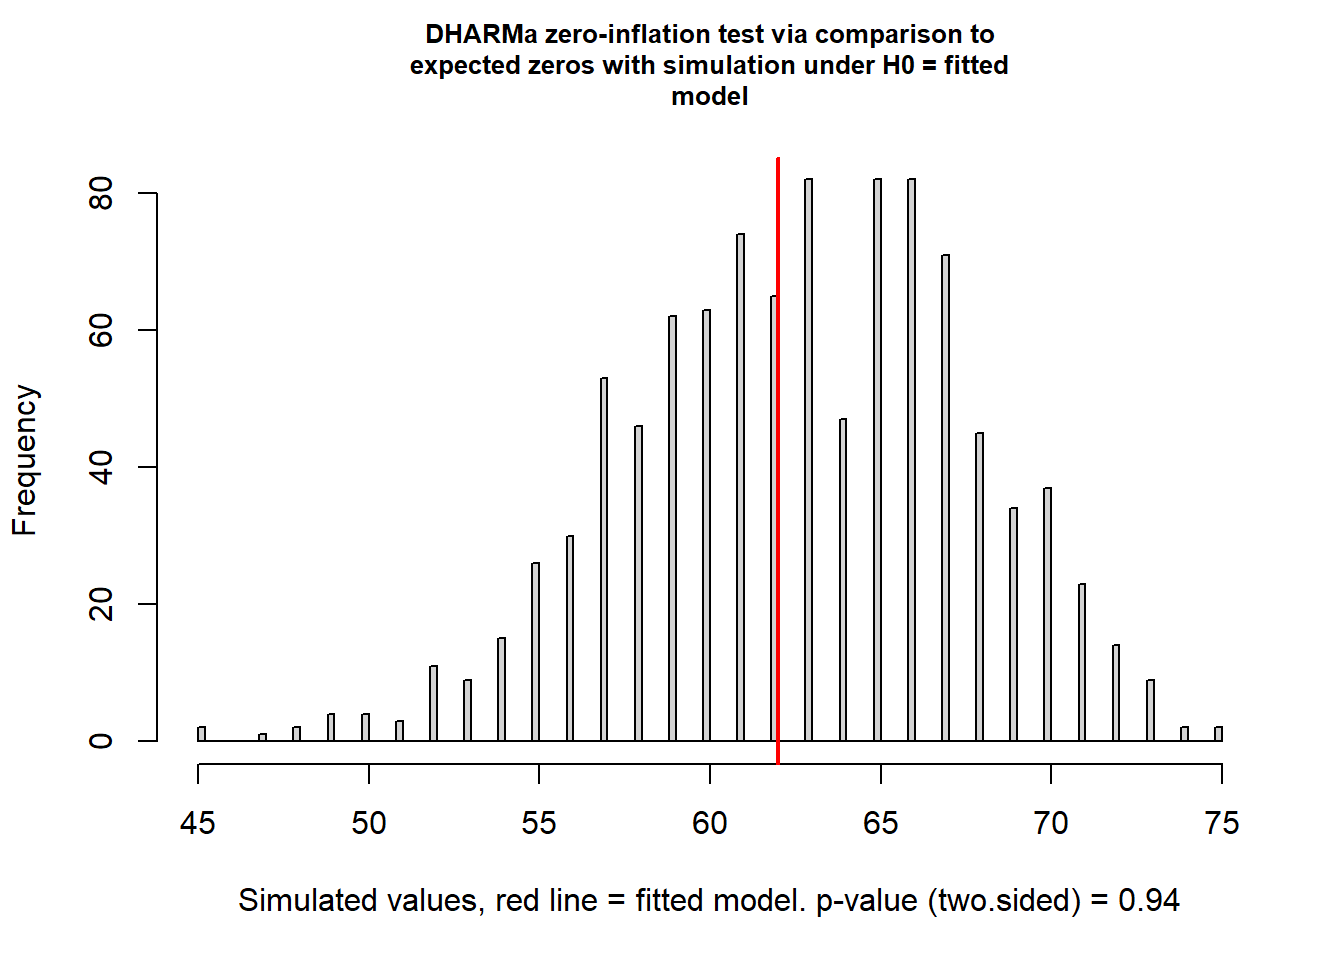 DHARMa zero-inflation test via comparison to
expected zeros with simulation under H0 = fitted
model
Frequency
80
60
40
20
0
45 50 55 60 65 70 75
Simulated values, red line = fitted model. p-value (two.sided) = 0.94